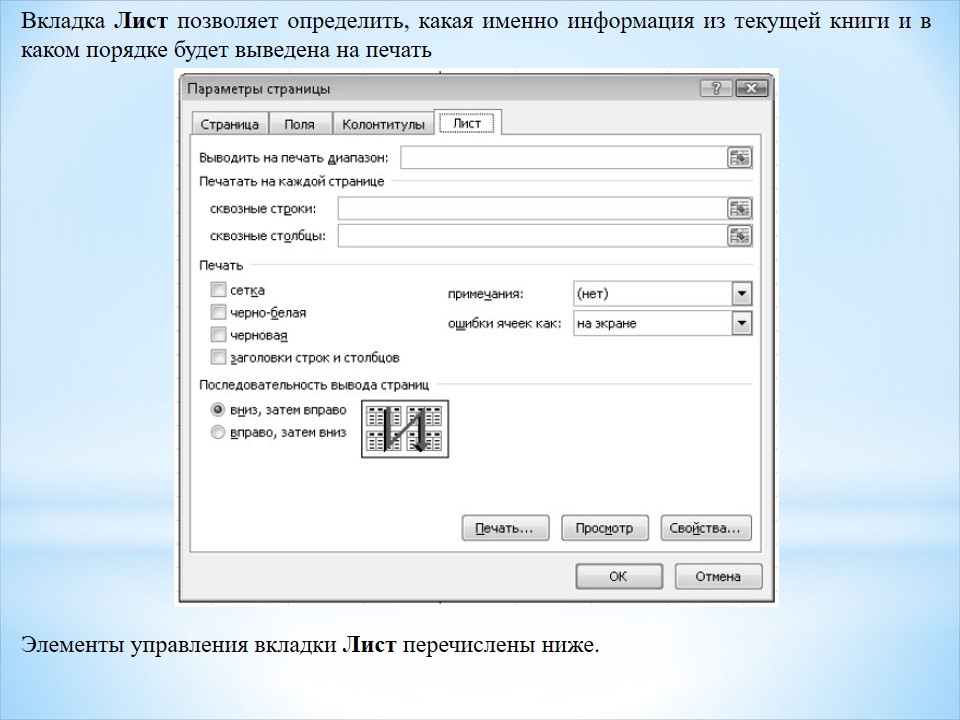 Вкладка Лист позволяет определить, какая именно информация из текущей книги и в
каком порядке будет выведена на печать
Параметры страницы
Страница Поля Колонтитулы Лист
Выводить на печать диапазон:
Печатать на каждой странице
сквозные строки:
сквозные столбцы:
Печать
сетка
примечания: (нет)
черно-белая
ошибки ячеек как: на экране
черновая
заголовки строк и столбцов
Последовательность вывода страниц
вниз, затем вправо
вправо, затем вниз
Печать... Просмотр Свойства...
ОК Отмена
Элементы управления вкладки Лист перечислены ниже.